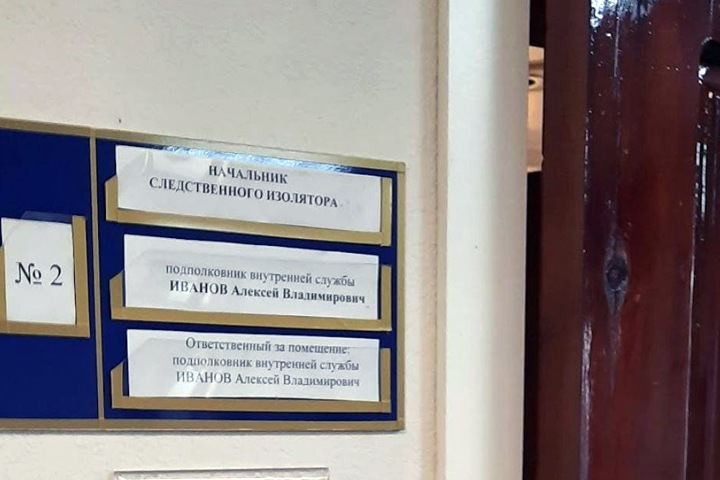 № 2
НАЧАЛЬНИК
СЛЕДСТВЕННОГО ИЗОЛЯТОРА
подполковник внутренней службы
ИВАНОВ Алексей Владимирович
Ответственный за помещение:
подполковник внутренней службы
ИВАНОВ Алексей Владимирович